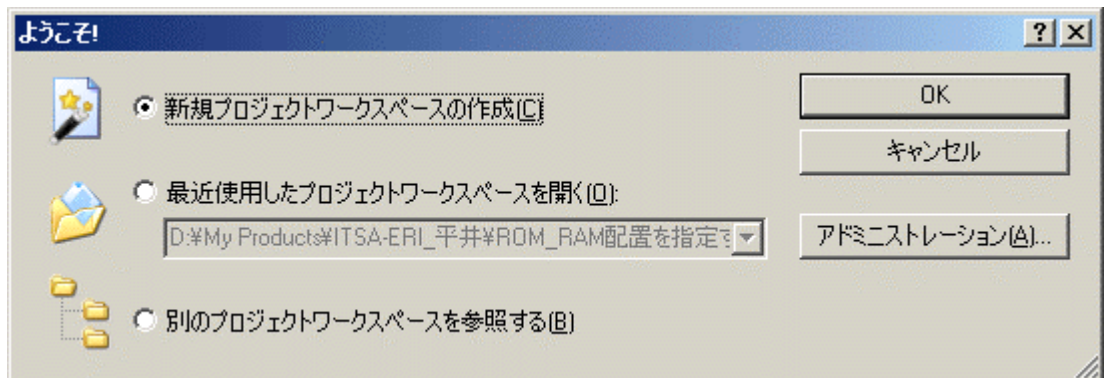 ようこそ!
新規プロジェクトワークスペースの作成(C)
OK
キャンセル
最近使用したプロジェクトワークスペースを開く(O):
D:¥My Products¥ITSA-ERI_平井¥ROM_RAM配置を指定す
アドミニストレーション(A)...
別のプロジェクトワークスペースを参照する(B)